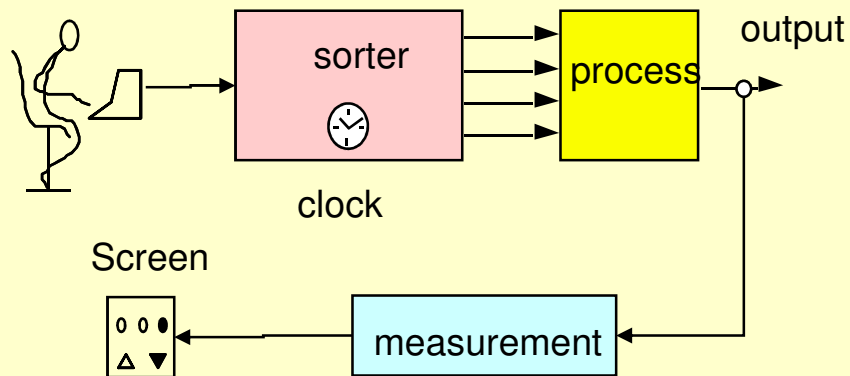 output
sorter
process
clock
Screen
measurement